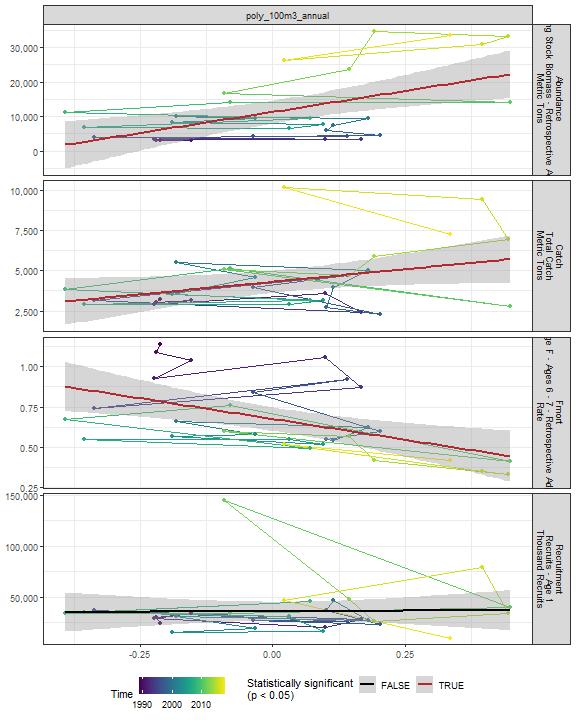 poly_100m3_annual
30,000
20,000
10,000
0
Abundance
Stock Biomass - Retrospective
Metric Tons
10,000
7,500
5,000
2,500
Catch
Total Catch
Metric Tons
1.00
0.75
0.50
0.25
Fmort
F - Ages 6 - 7 - Retrospective
Rate
150,000
100,000
50,000
Recruitment
Recruits - Age 1
Thousand Recruits
-0.25
0.00
0.25
Time
1990 2000 2010
Statistically significant
(p < 0.05)
FALSE
TRUE